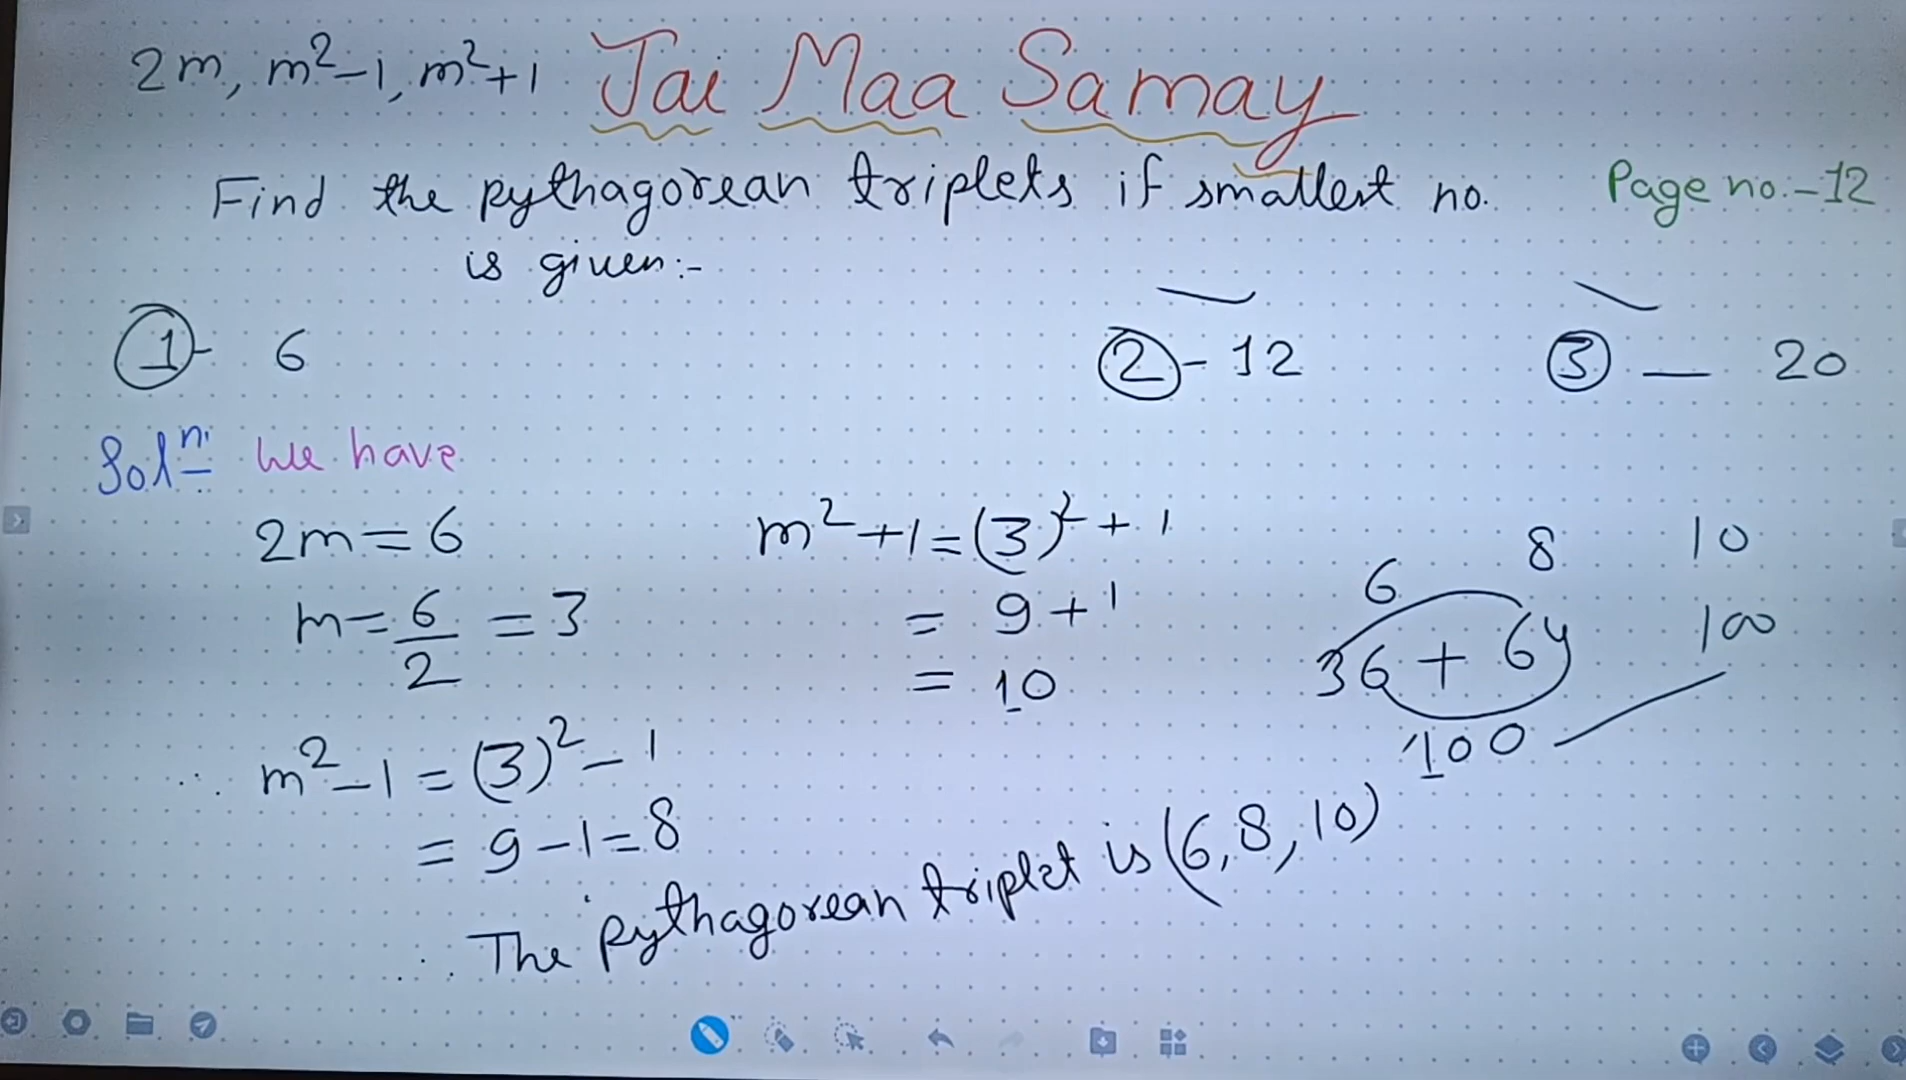 2m, m²-1, m²+1 Jai Maa Samay
Find the pythagorean triplets if smallest no. Page no.-12
is given:-
①- 6 ②- 12 ③ — 20
Solⁿ We have
2m = 6
m = 6/2 = 3
∴ m²-1 = (3)²-1
= 9-1=8
m²+1=(3)²+1
= 9+1
= 10
6 8 10
36 + 64 100
100
∴ The pythagorean triplet is (6,8,10)